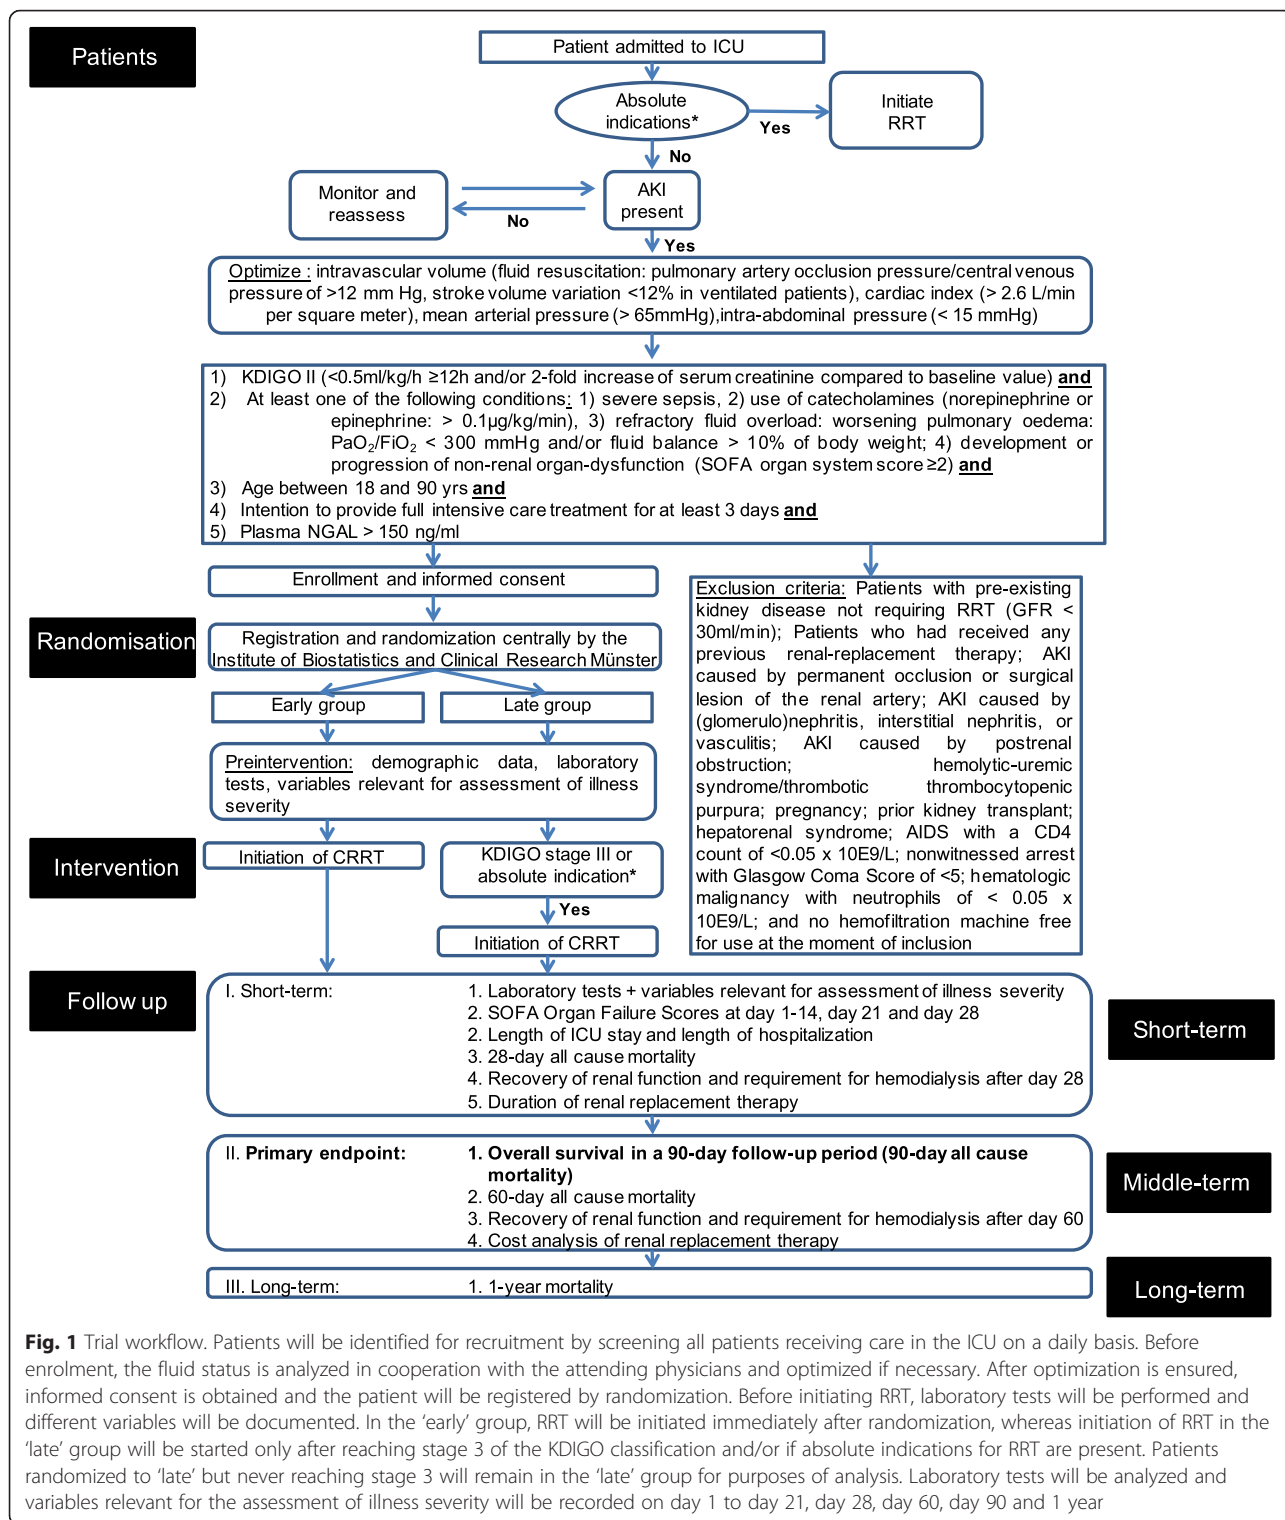 Patients
Patient admitted to ICU
Absolute
indications*
Yes
Initiate
RRT
No
Monitor and
reassess
AKI
present
No
Yes
Optimize : intravascular volume (fluid resuscitation: pulmonary artery occlusion pressure/central venous
pressure of >12 mm Hg, stroke volume variation <12% in ventilated patients), cardiac index (> 2.6 L/min
per square meter), mean arterial pressure (> 65mmHg),intra-abdominal pressure (< 15 mmHg)
1) KDIGO II (<0.5ml/kg/h ≥12h and/or 2-fold increase of serum creatinine compared to baseline value) and
2) At least one of the following conditions: 1) severe sepsis, 2) use of catecholamines (norepinephrine or
epinephrine: > 0.1µg/kg/min), 3) refractory fluid overload: worsening pulmonary oedema:
PaO2/FiO2 < 300 mmHg and/or fluid balance > 10% of body weight; 4) development or
progression of non-renal organ-dysfunction (SOFA organ system score ≥2) and
3) Age between 18 and 90 yrs and
4) Intention to provide full intensive care treatment for at least 3 days and
5) Plasma NGAL > 150 ng/ml
Enrollment and informed consent
Exclusion criteria: Patients with pre-existing
kidney disease not requiring RRT (GFR <
30ml/min); Patients who had received any
previous renal-replacement therapy; AKI
caused by permanent occlusion or surgical
lesion of the renal artery; AKI caused by
(glomerulo)nephritis, interstitial nephritis, or
vasculitis; AKI caused by postrenal
obstruction; hemolytic-uremic
syndrome/thrombotic thrombocytopenic
purpura; pregnancy; prior kidney transplant;
hepatorenal syndrome; AIDS with a CD4
count of <0.05 x 10E9/L; nonwitnessed arrest
with Glasgow Coma Score of <5; hematologic
malignancy with neutrophils of < 0.05 x
10E9/L; and no hemofiltration machine free
for use at the moment of inclusion
Randomisation
Registration and randomization centrally by the
Institute of Biostatistics and Clinical Research Münster
Early group
Late group
Preintervention: demographic data, laboratory
tests, variables relevant for assessment of illness
severity
Intervention
Initiation of CRRT
KDIGO stage III or
absolute indication*
Yes
Initiation of CRRT
Follow up
I. Short-term:
1. Laboratory tests + variables relevant for assessment of illness severity
2. SOFA Organ Failure Scores at day 1-14, day 21 and day 28
2. Length of ICU stay and length of hospitalization
3. 28-day all cause mortality
4. Recovery of renal function and requirement for hemodialysis after day 28
5. Duration of renal replacement therapy
Short-term
II. Primary endpoint:
1. Overall survival in a 90-day follow-up period (90-day all cause
mortality)
2. 60-day all cause mortality
3. Recovery of renal function and requirement for hemodialysis after day 60
4. Cost analysis of renal replacement therapy
Middle-term
III. Long-term:
1. 1-year mortality
Long-term
Fig. 1 Trial workflow. Patients will be identified for recruitment by screening all patients receiving care in the ICU on a daily basis. Before
enrolment, the fluid status is analyzed in cooperation with the attending physicians and optimized if necessary. After optimization is ensured,
informed consent is obtained and the patient will be registered by randomization. Before initiating RRT, laboratory tests will be performed and
different variables will be documented. In the ‘early’ group, RRT will be initiated immediately after randomization, whereas initiation of RRT in the
‘late’ group will be started only after reaching stage 3 of the KDIGO classification and/or if absolute indications for RRT are present. Patients
randomized to ‘late’ but never reaching stage 3 will remain in the ‘late’ group for purposes of analysis. Laboratory tests will be analyzed and
variables relevant for the assessment of illness severity will be recorded on day 1 to day 21, day 28, day 60, day 90 and 1 year